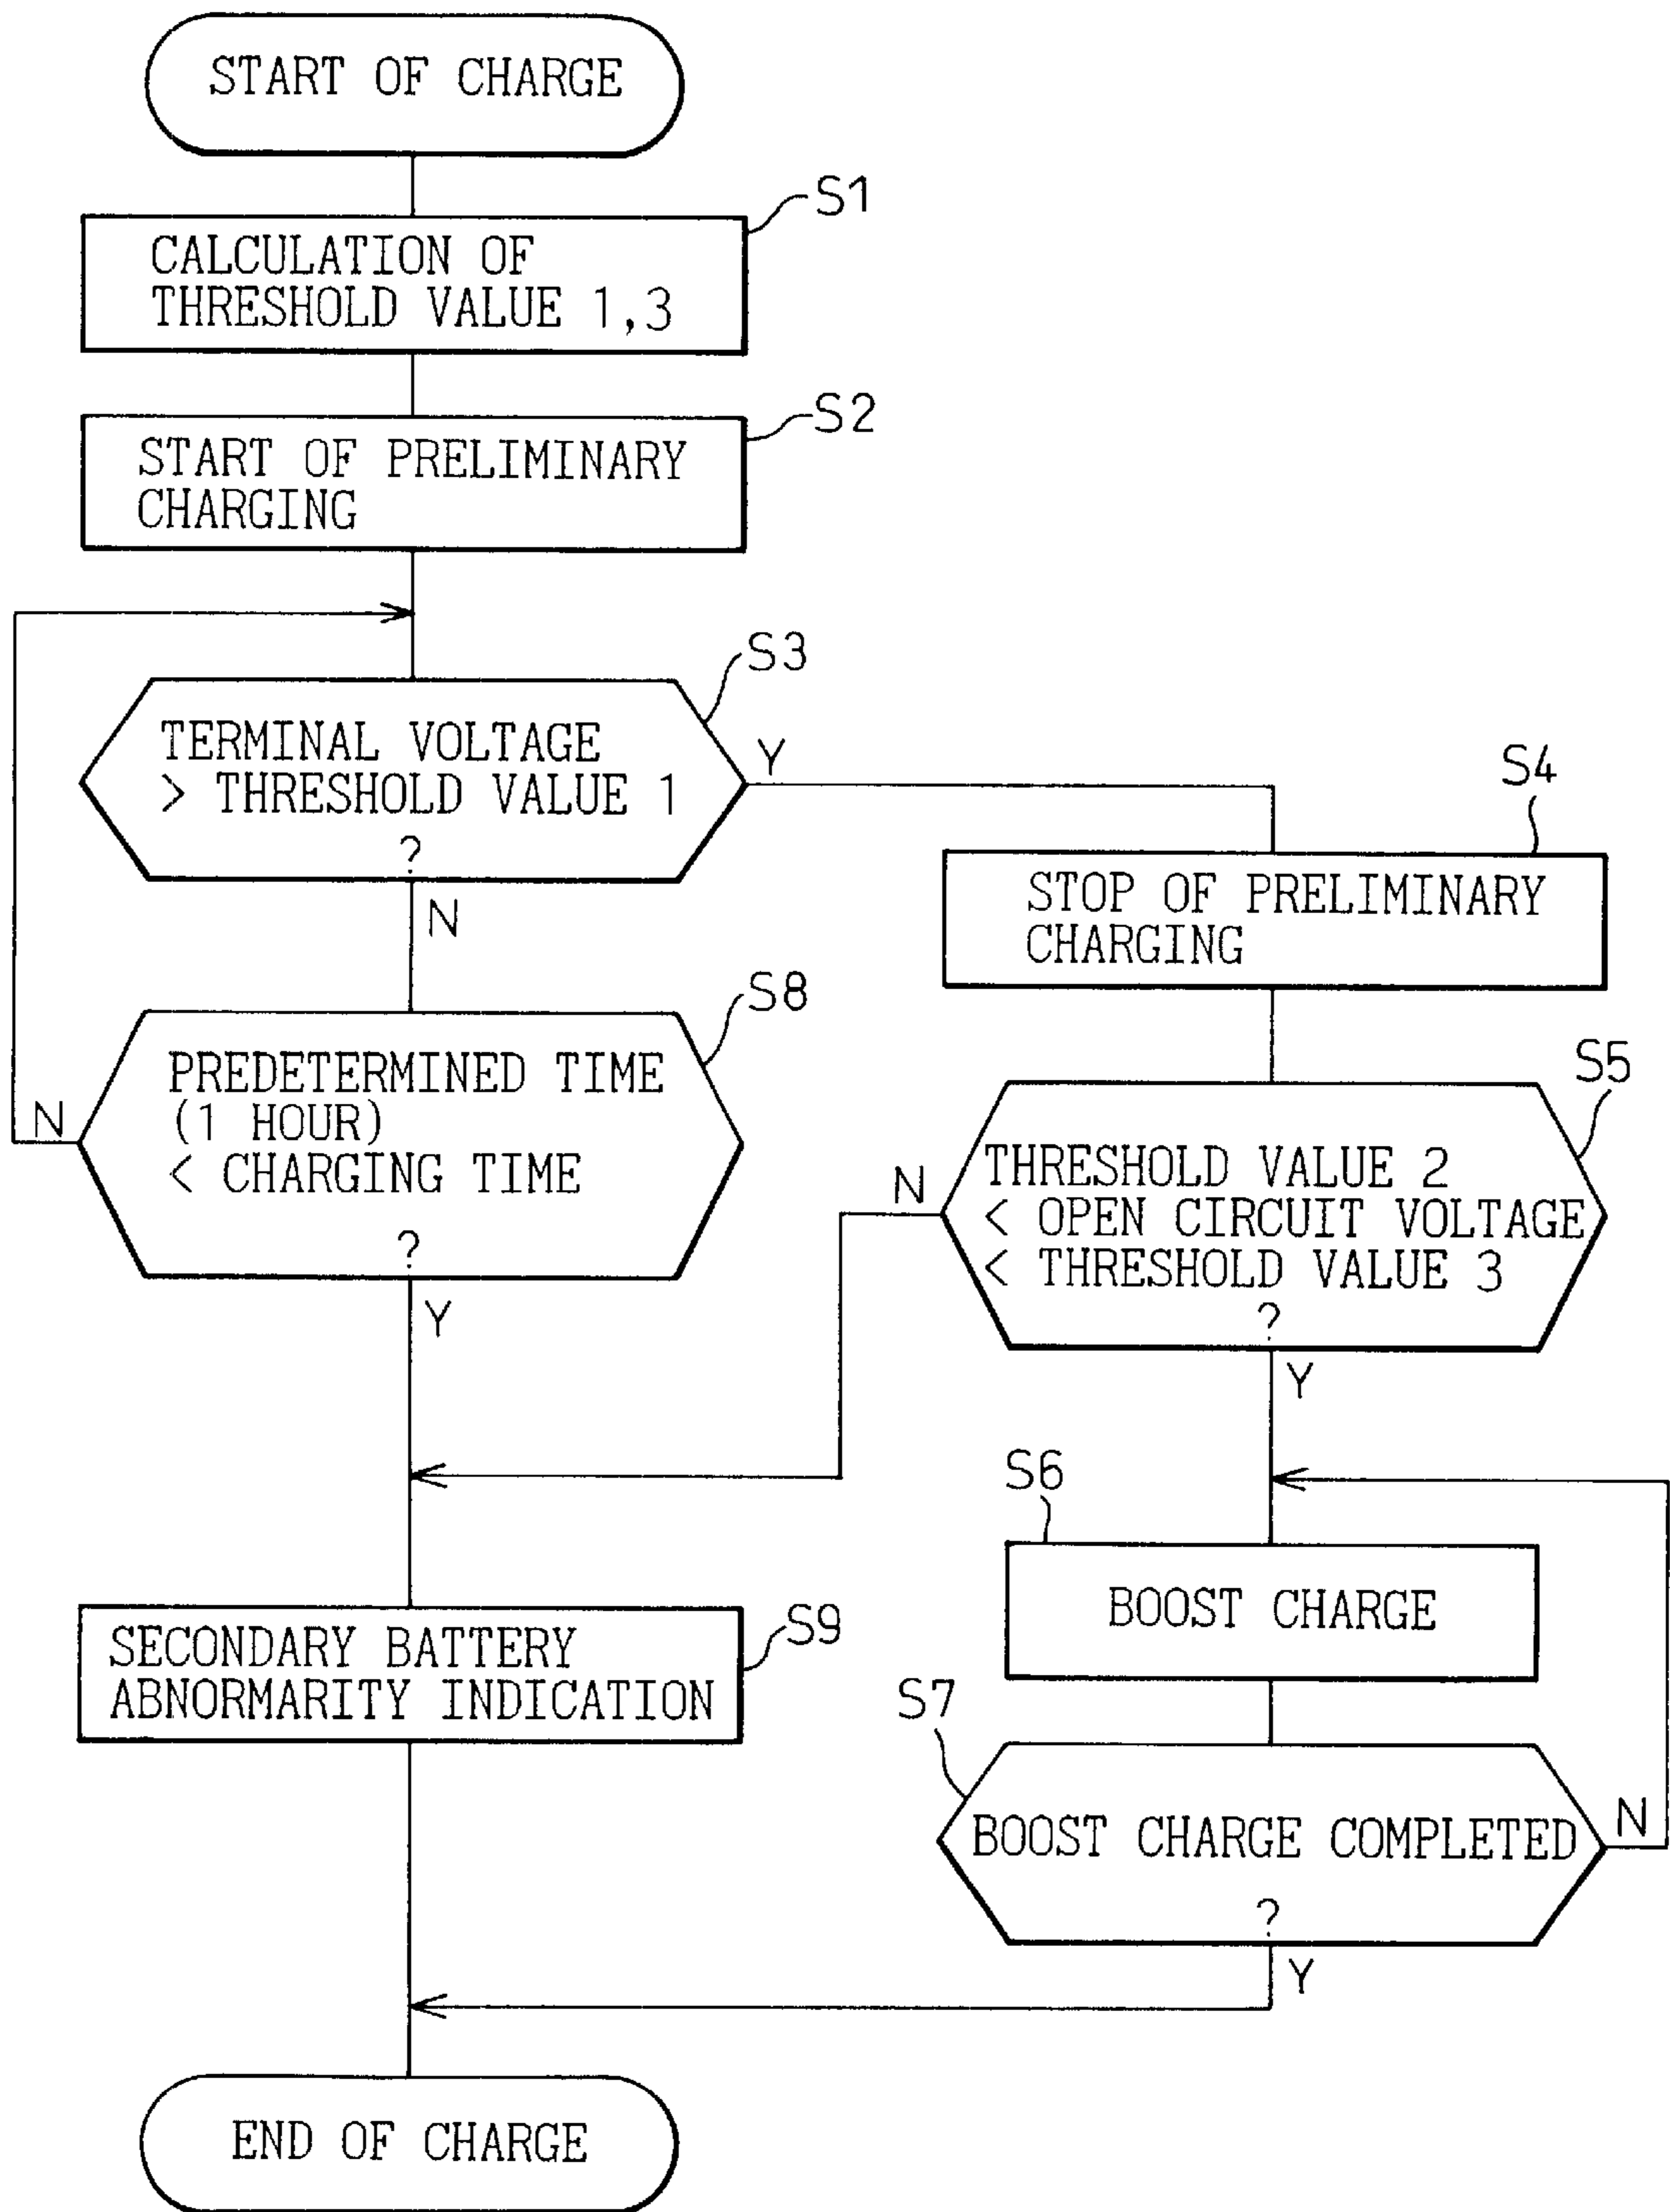 START OF CHARGE
S1
CALCULATION OF
THRESHOLD VALUE 1,3
S2
START OF PRELIMINARY
CHARGING
S3
TERMINAL VOLTAGE
> THRESHOLD VALUE 1
?
Y
N
S4
STOP OF PRELIMINARY
CHARGING
S8
PREDETERMINED TIME
(1 HOUR)
< CHARGING TIME
?
N
Y
S5
THRESHOLD VALUE 2
< OPEN CIRCUIT VOLTAGE
< THRESHOLD VALUE 3
?
N
Y
S6
BOOST CHARGE
S9
SECONDARY BATTERY
ABNORMARITY INDICATION
S7
BOOST CHARGE COMPLETED
?
N
Y
END OF CHARGE